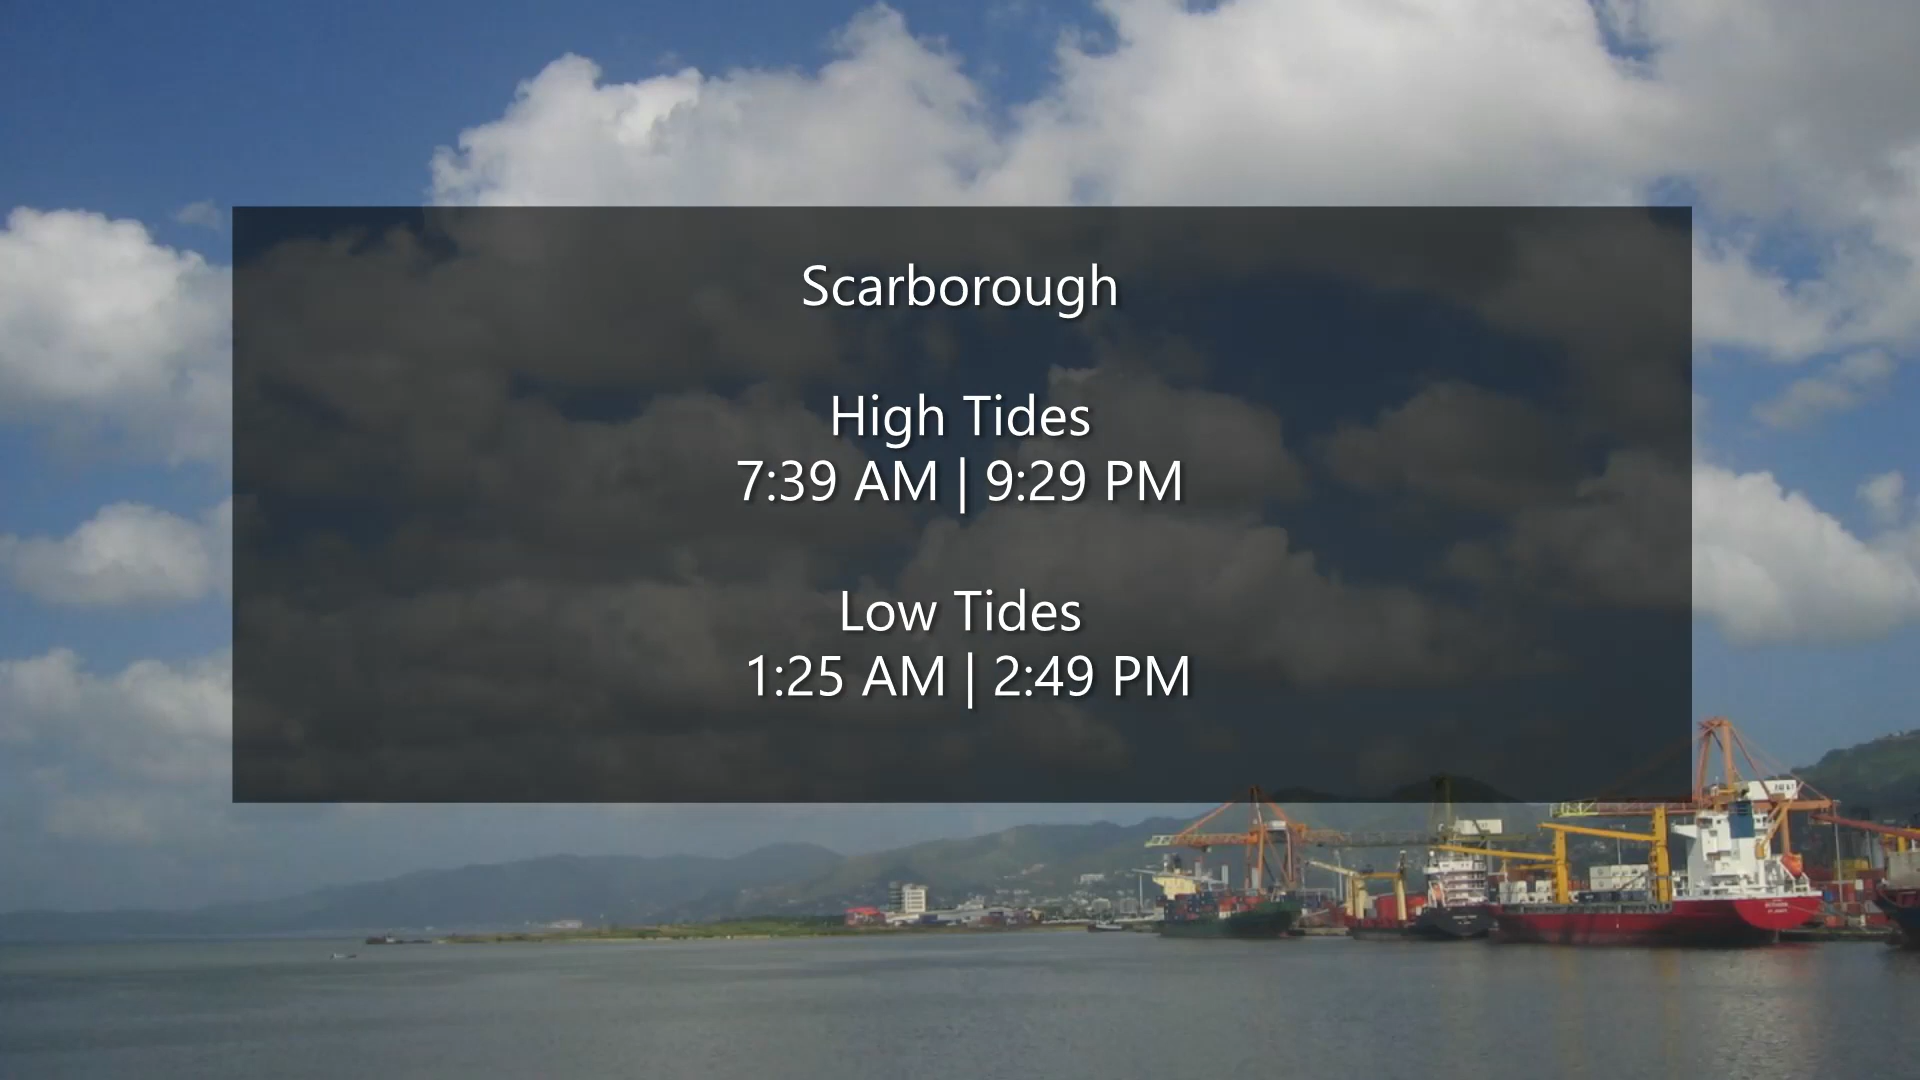 Scarborough
High Tides
7:39 AM | 9:29 PM
Low Tides
1:25 AM | 2:49 PM